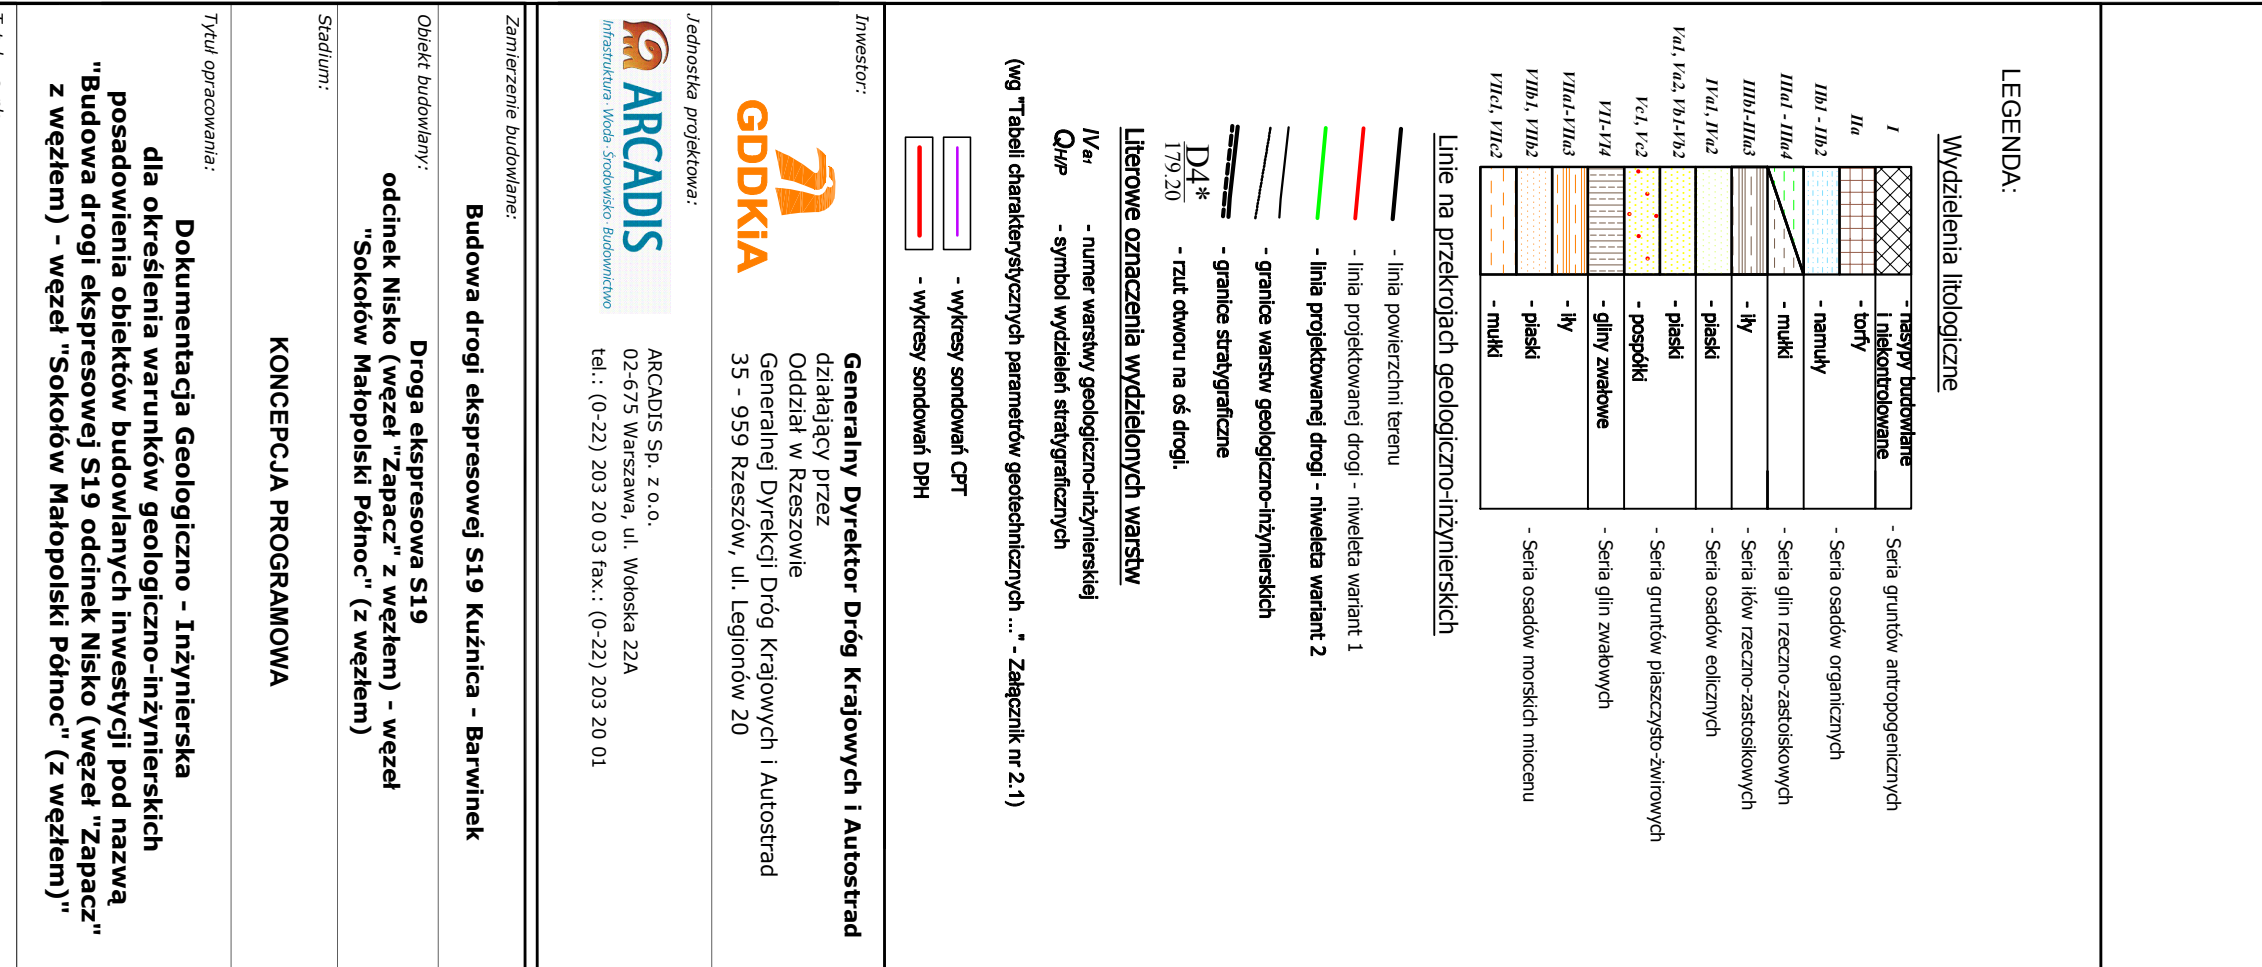 LEGENDA:
Wydzielenia litologiczne
I - nasypy budowlane i niekontrolowane - Seria gruntów antropogenicznych
IIa - torfy
IIb1 - IIb2 - namuły - Seria osadów organicznych
IIIa1 - IIIa4 - mułki - Seria glin rzeczno-zastoiskowych
IIIb1-IIIa3 - iły - Seria iłów rzeczno-zastosikowych
IVa1, IVa2 - piaski - Seria osadów eolicznych
Va1, Va2, Vb1-Vb2 - piaski
Vc1, Vc2 - pospółki - Seria gruntów piaszczysto-żwirowych
VI1-VI4 - gliny zwałowe - Seria glin zwałowych
VIIa1-VIIa3 - iły
VIIb1, VIIb2 - piaski - Seria osadów morskich miocenu
VIIc1, VIIc2 - mułki
Linie na przekrojach geologiczno-inżynierskich
- linia powierzchni terenu
- linia projektowanej drogi - niweleta wariant 1
- linia projektowanej drogi - niweleta wariant 2
- granice warstw geologiczno-inżynierskich
- granice stratygraficzne
D4*
179.20 - rzut otworu na oś drogi.
Literowe oznaczenia wydzielonych warstw
IVa1 - numer warstwy geologiczno-inżynierskiej
QH/P - symbol wydzieleń stratygraficznych
(wg "Tabeli charakterystycznych parametrów geotechnicznych ..." - Załącznik nr 2.1)
- wykresy sondowań CPT
- wykresy sondowań DPH
Inwestor:
GDDKiA
Generalny Dyrektor Dróg Krajowych i Autostrad
działający przez
Oddział w Rzeszowie
Generalnej Dyrekcji Dróg Krajowych i Autostrad
35 - 959 Rzeszów, ul. Legionów 20
Jednostka projektowa:
ARCADIS
Infrastruktura · Woda · Środowisko · Budownictwo
ARCADIS Sp. z o.o.
02-675 Warszawa, ul. Wołoska 22A
tel.: (0-22) 203 20 03 fax.: (0-22) 203 20 01
Zamierzenie budowlane:
Budowa drogi ekspresowej S19 Kuźnica - Barwinek
Obiekt budowlany:
Droga ekspresowa S19
odcinek Nisko (węzeł "Zapacz" z węzłem) - węzeł
"Sokołów Małopolski Północ" (z węzłem)
Stadium:
KONCEPCJA PROGRAMOWA
Tytuł opracowania:
Dokumentacja Geologiczno - Inżynierska
dla określenia warunków geologiczno-inżynierskich
posadowienia obiektów budowlanych inwestycji pod nazwą
"Budowa drogi ekspresowej S19 odcinek Nisko (węzeł "Zapacz"
z węzłem) - węzeł "Sokołów Małopolski Północ" (z węzłem)"